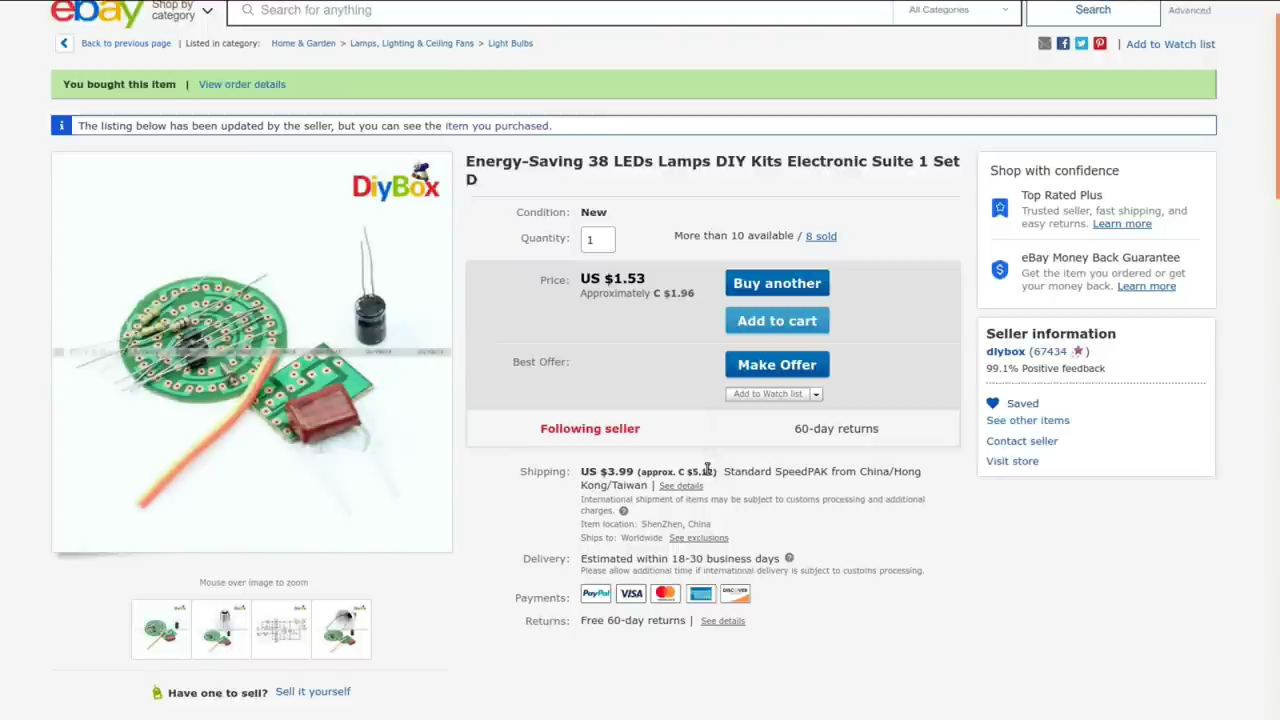 ebay
Shop by
category
Search for anything
All Categories
Search
Advanced
Back to previous page | Listed in category: Home & Garden > Lamps, Lighting & Ceiling Fans > Light Bulbs
| Add to Watch list
You bought this item | View order details
The listing below has been updated by the seller, but you can see the item you purchased.
DiyBox
Energy-Saving 38 LEDs Lamps DIY Kits Electronic Suite 1 Set
D
Condition: New
Quantity: 1
More than 10 available / 8 sold
Price: US $1.53
Approximately C $1.96
Buy another
Add to cart
Best Offer:
Make Offer
Add to Watch list
Following seller
60-day returns
Shipping: US $3.99 (approx. C Standard SpeedPAK from China/Hong
Kong/Taiwan | See details
International shipment of items may be subject to customs processing and additional
charges.
Item location: ShenZhen, China
Ships to: Worldwide See exclusions
Delivery: Estimated within 18-30 business days
Please allow additional time if international delivery is subject to customs processing.
Payments: PayPal VISA DISCOVER
Returns: Free 60-day returns | See details
Mouse over image to zoom
Have one to sell? Sell it yourself
Shop with confidence
Top Rated Plus
Trusted seller, fast shipping, and
easy returns. Learn more
eBay Money Back Guarantee
Get the item you ordered or get
your money back. Learn more
Seller information
diybox (67434 )
99.1% Positive feedback
Saved
See other items
Contact seller
Visit store